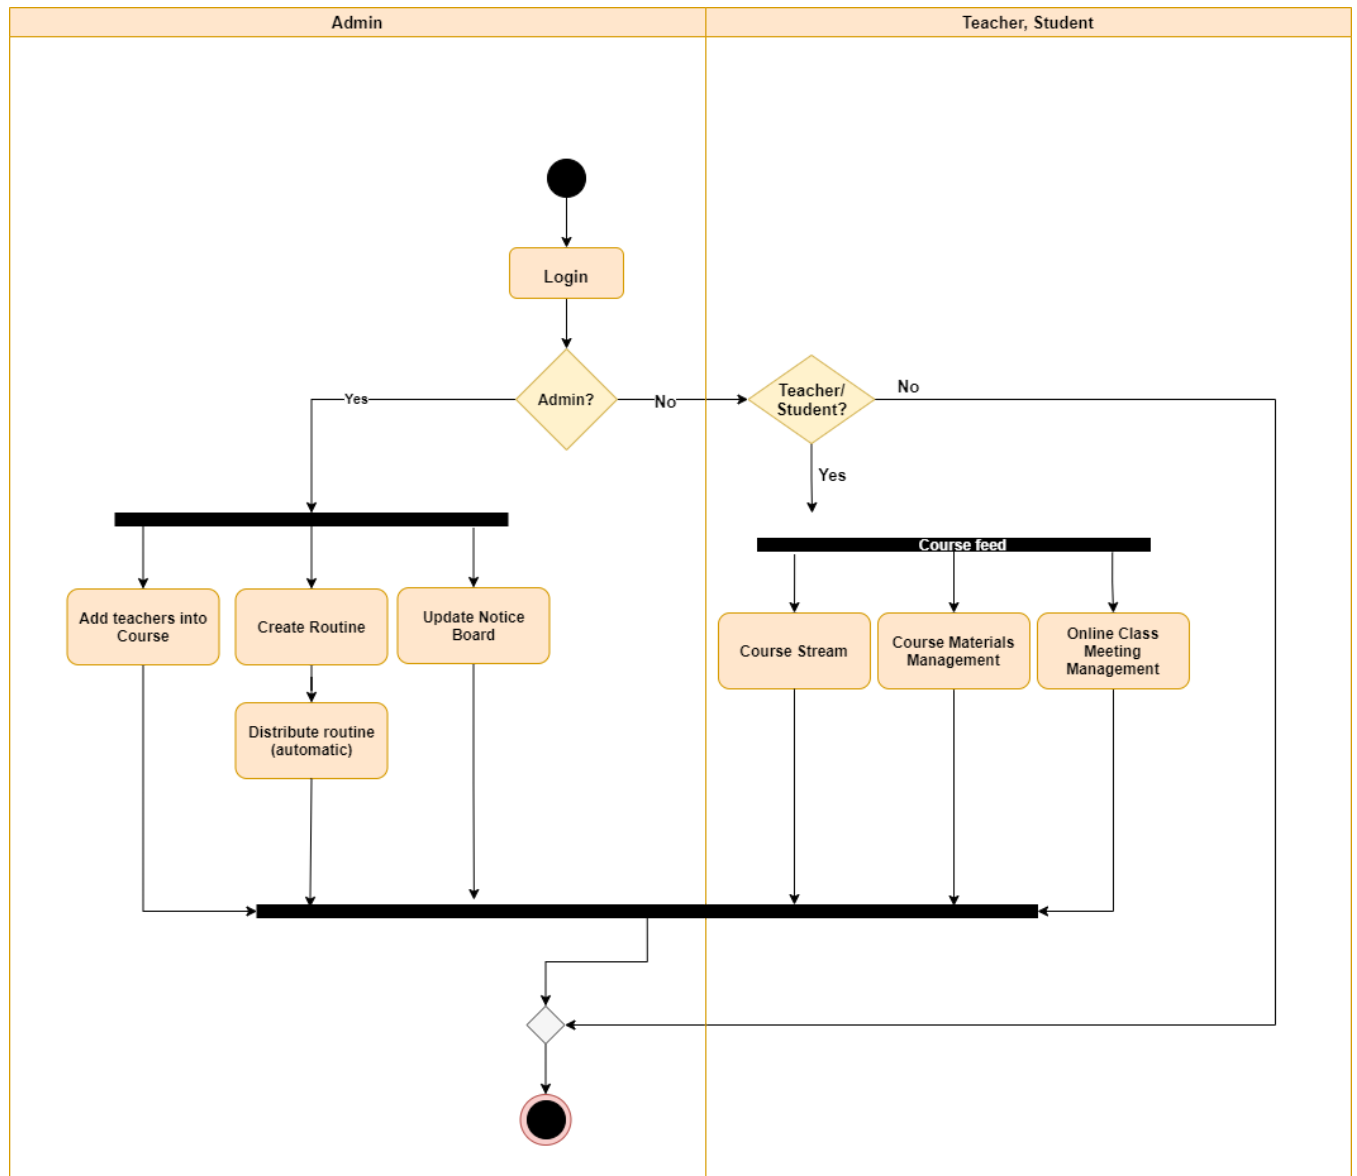 Admin
Teacher, Student
Login
Admin?
Yes
No
Teacher/
Student?
No
Yes
Course feed
Add teachers into
Course
Create Routine
Update Notice
Board
Course Stream
Course Materials
Management
Online Class
Meeting
Management
Distribute routine
(automatic)